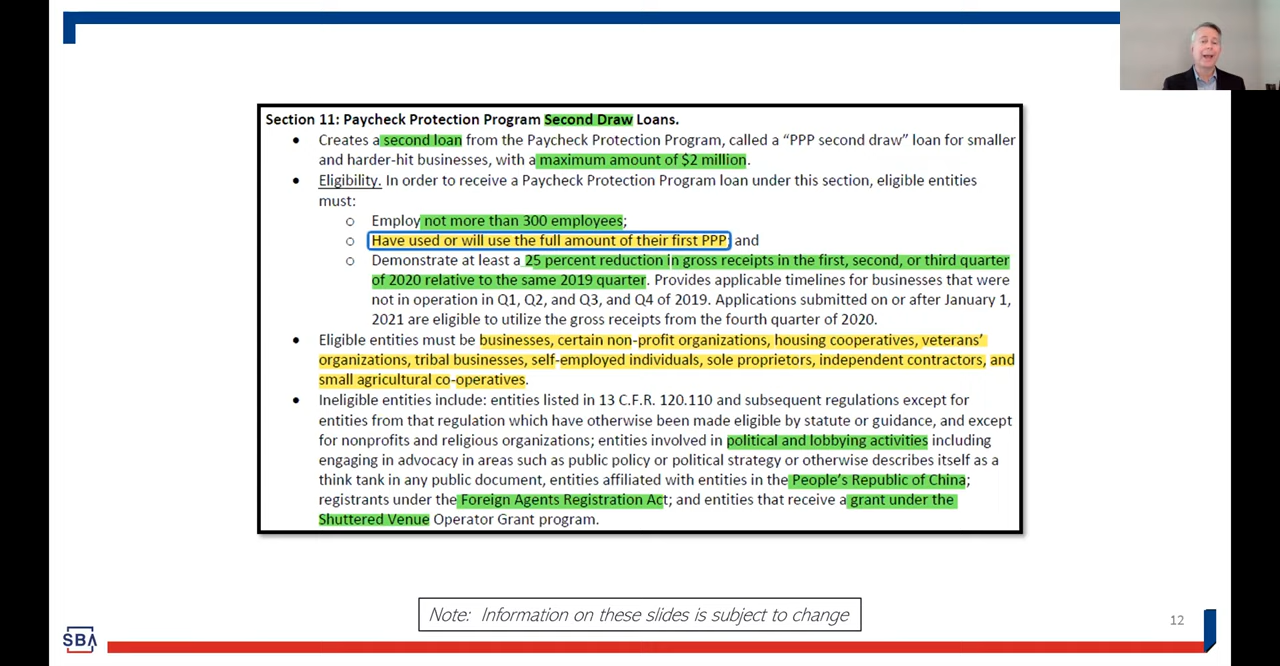 Section 11: Paycheck Protection Program Second Draw Loans.
• Creates a second loan from the Paycheck Protection Program, called a “PPP second draw” loan for smaller
and harder-hit businesses, with a maximum amount of $2 million.
• Eligibility. In order to receive a Paycheck Protection Program loan under this section, eligible entities
must:
o Employ not more than 300 employees;
o Have used or will use the full amount of their first PPP; and
o Demonstrate at least a 25 percent reduction in gross receipts in the first, second, or third quarter
of 2020 relative to the same 2019 quarter. Provides applicable timelines for businesses that were
not in operation in Q1, Q2, and Q3, and Q4 of 2019. Applications submitted on or after January 1,
2021 are eligible to utilize the gross receipts from the fourth quarter of 2020.
• Eligible entities must be businesses, certain non-profit organizations, housing cooperatives, veterans’
organizations, tribal businesses, self-employed individuals, sole proprietors, independent contractors, and
small agricultural co-operatives.
• Ineligible entities include: entities listed in 13 C.F.R. 120.110 and subsequent regulations except for
entities from that regulation which have otherwise been made eligible by statute or guidance, and except
for nonprofits and religious organizations; entities involved in political and lobbying activities including
engaging in advocacy in areas such as public policy or political strategy or otherwise describes itself as a
think tank in any public document, entities affiliated with entities in the People’s Republic of China;
registrants under the Foreign Agents Registration Act; and entities that receive a grant under the
Shuttered Venue Operator Grant program.
Note: Information on these slides is subject to change
12
SBA